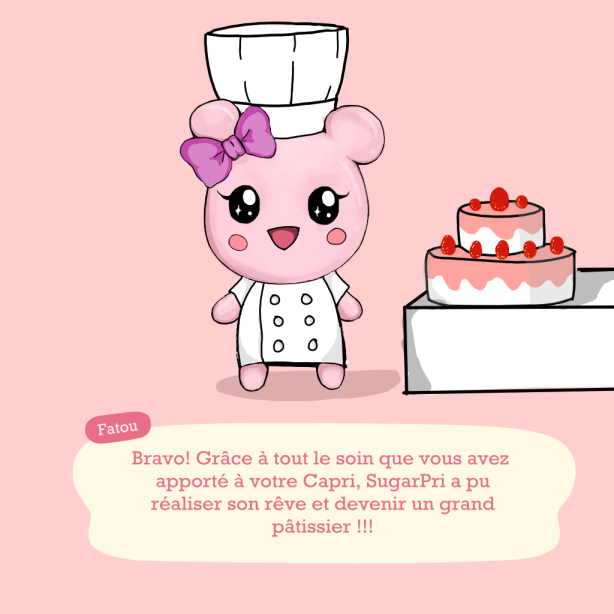 Fatou
Bravo! Grâce à tout le soin que vous avez
apporté à votre Capri, SugarPri a pu
réaliser son rêve et devenir un grand
pâtissier !!!